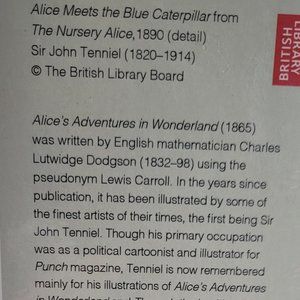 Alice Meets the Blue Caterpillar from
The Nursery Alice, 1890 (detail)
Sir John Tenniel (1820–1914)
© The British Library Board
BRITISH
LIBRARY
Alice's Adventures in Wonderland (1865)
was written by English mathematician Charles
Lutwidge Dodgson (1832–98) using the
pseudonym Lewis Carroll. In the years since
publication, it has been illustrated by some of
the finest artists of their times, the first being Sir
John Tenniel. Though his primary occupation
was as a political cartoonist and illustrator for
Punch magazine, Tenniel is now remembered
mainly for his illustrations of Alice's Adventures
in Wonderland